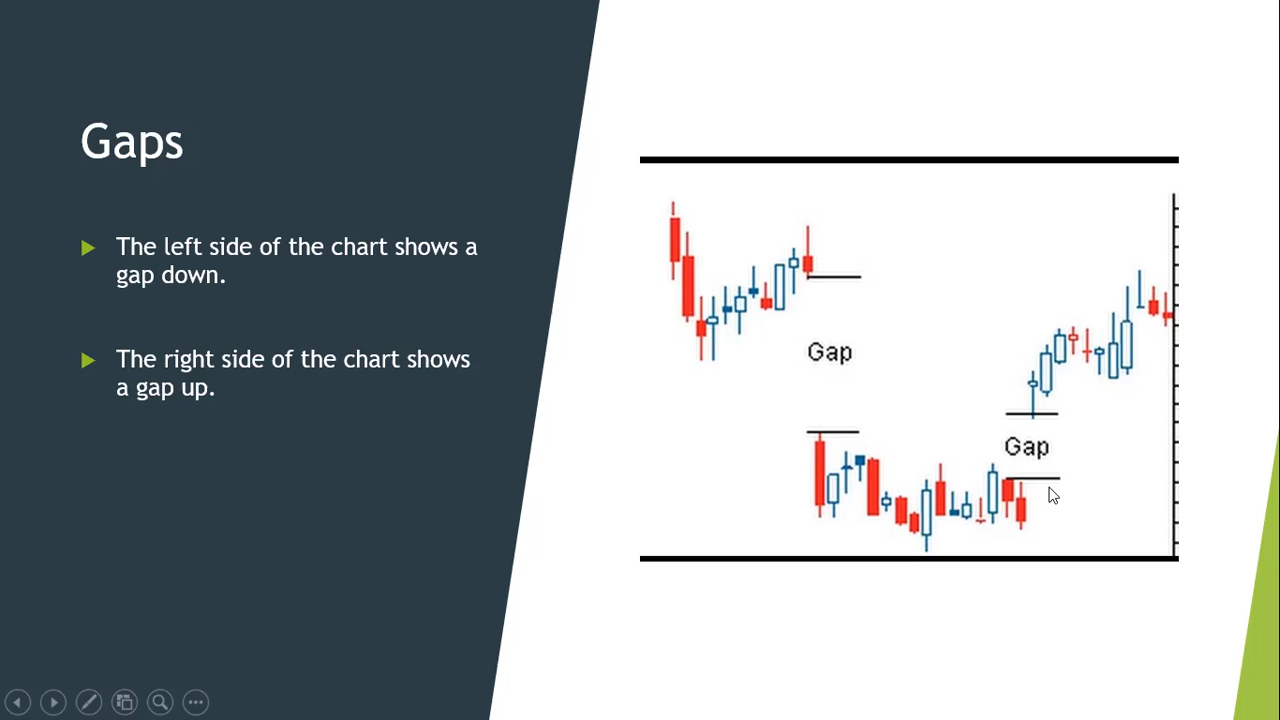 Gaps
The left side of the chart shows a
gap down.
The right side of the chart shows
a gap up.
Gap
Gap